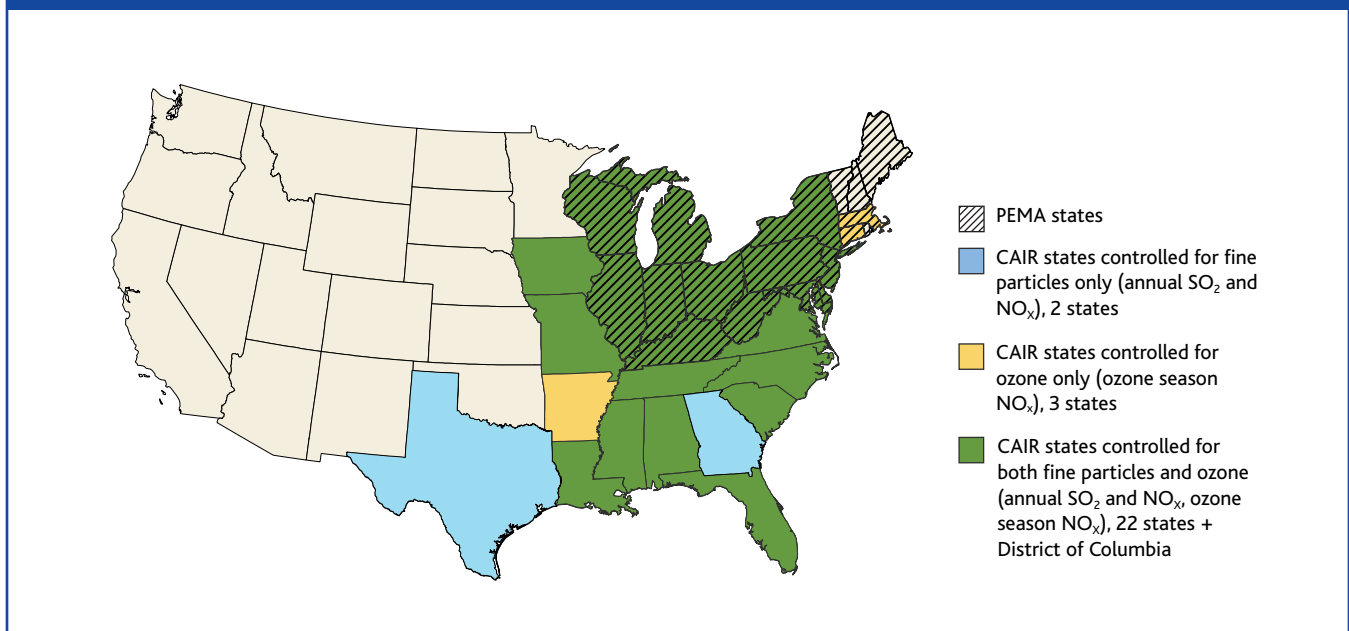 PEMA states
CAIR states controlled for fine
particles only (annual SO₂ and
NOₓ), 2 states
CAIR states controlled for
ozone only (ozone season
NOₓ), 3 states
CAIR states controlled for
both fine particles and ozone
(annual SO₂ and NOₓ, ozone
season NOₓ), 22 states +
District of Columbia